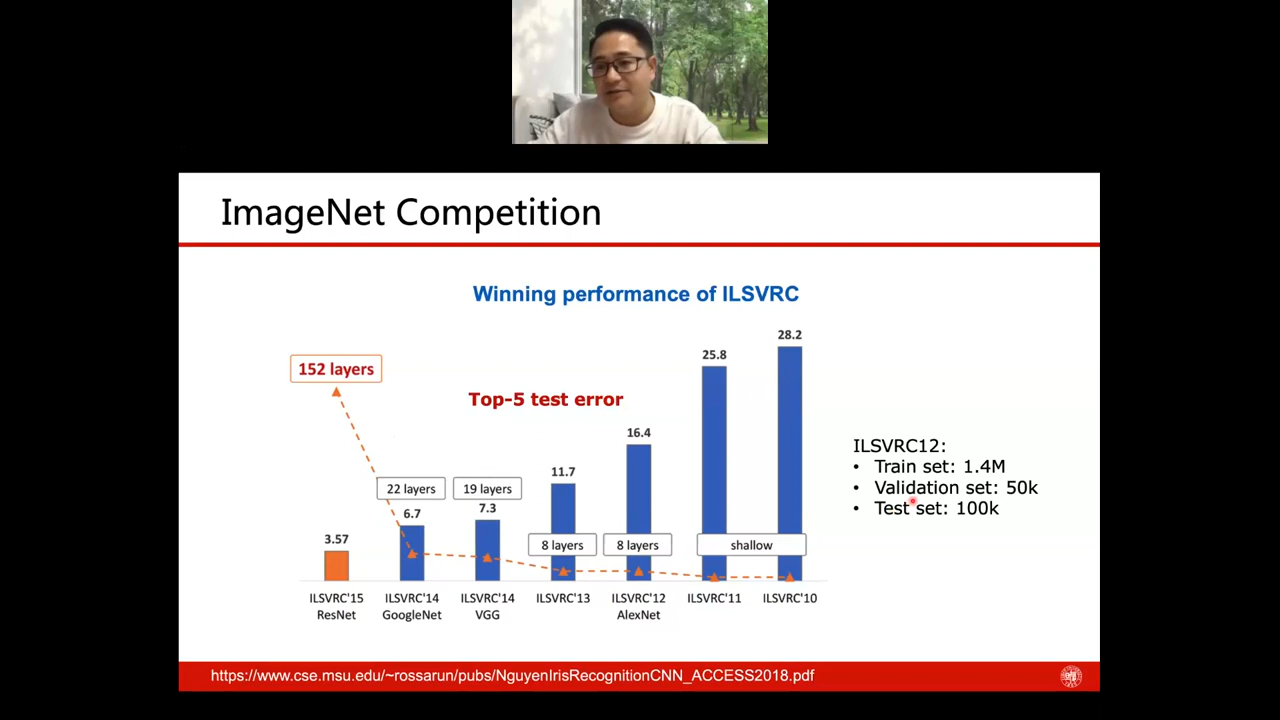 ImageNet Competition
Winning performance of ILSVRC
28.2
25.8
152 layers
Top-5 test error
16.4
ILSVRC12:
• Train set: 1.4M
11.7
22 layers
19 layers
• Validation set: 50k
6.7
7.3
• Test set: 100k
3.57
8 layers
8 layers
shallow
ILSVRC'15 ILSVRC'14 ILSVRC'14 ILSVRC'13 ILSVRC'12 ILSVRC'11 ILSVRC'10
ResNet GoogleNet VGG AlexNet
https://www.cse.msu.edu/~rossarun/pubs/NguyenIrisRecognitionCNN_ACCESS2018.pdf